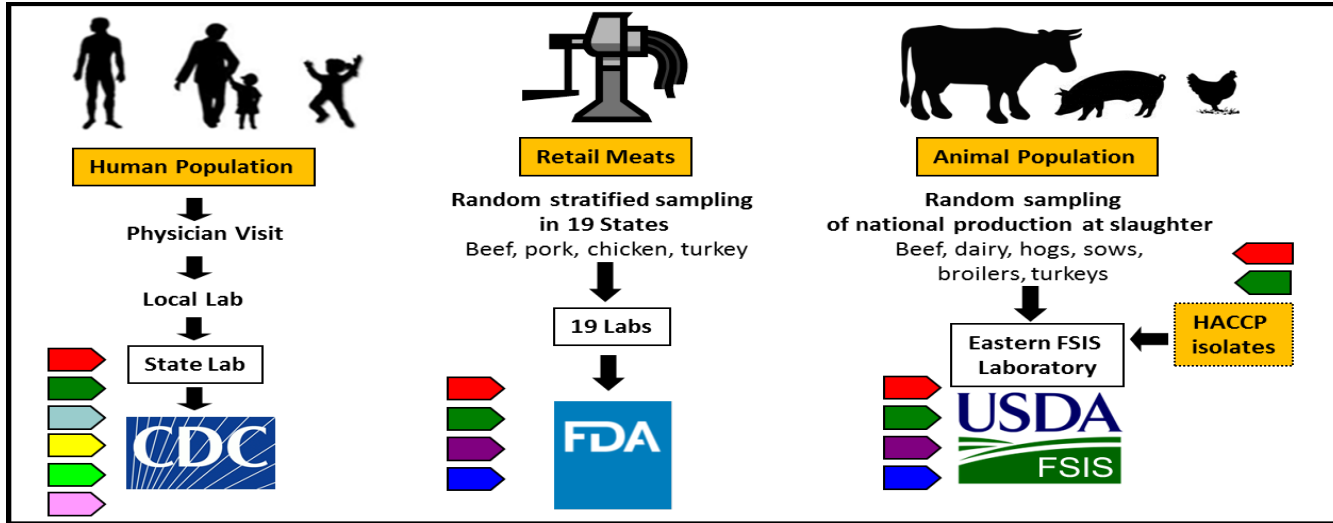 Human Population
Physician Visit
Local Lab
State Lab
CDC
Retail Meats
Random stratified sampling
in 19 States
Beef, pork, chicken, turkey
19 Labs
FDA
Animal Population
Random sampling
of national production at slaughter
Beef, dairy, hogs, sows,
broilers, turkeys
HACCP
isolates
Eastern FSIS
Laboratory
USDA
FSIS